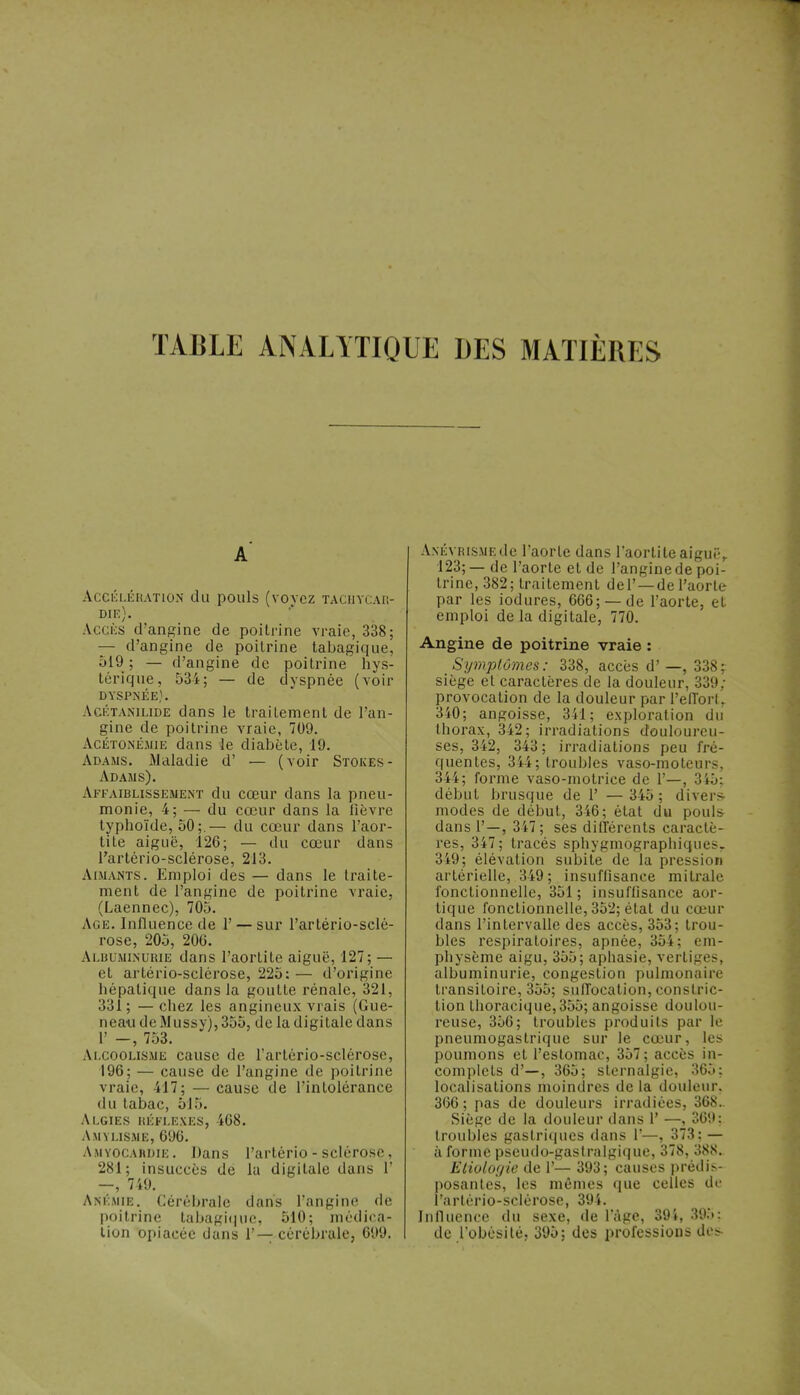 TABLE ANALYTIQUE DES MATIÈRES
A
ACCÉLÉRATION du pouls (voyez TACHYCAR-
DIE).
ACCÈS d'angine de poitrine vraie, 338;
— d'angine de poitrine tabagique,
519 ; — d'angine de poitrine hys-
térique, 534; — de dyspnée (voir
DYSPNÉE).
ACÉTANILIDE dans le traitement de l'an-
gine de poitrine vraie, 709.
ACÉTONÉMIE dans le diabète, 19.
ADAMS. Maladie d' — (voir STOKES-
ADAMS).
AFFAIBLISSEMENT du cœur dans la pneu-
monie, 4; — du cœur dans la fièvre
typhoïde, 50;. — du cœur dans l'aor-
tite aiguë, 126; — du cœur dans
l'artério-sclérose, 213.
AIMANTS. Emploi des — dans le traite-
ment de l'angine de poitrine vraie,
(Laennec), 705.
AGE. Influence de l' — sur l'artério-sclé-
rose, 205, 206.
ALBUMINURIE dans l'aortite aiguë, 127; —
et artério-sclérose, 225: — d'origine
hépatique dans la goutte rénale, 321,
331; — chez les angineux vrais (Gue-
neau de Mussy), 355, de la digitale dans
l' —, 753.
ALCOOLISME cause de l'artério-sclérose,
196; — cause de l'angine de poitrine
vraie, 417; — cause de l'intolérance
du tabac, 515.
ALGIES RÉFLEXES, 468.
AMYLISME, 696.
AMYOCARDIE. Dans l'artério-sclérose,
281; insuccès de la digitale dans l'
—, 749.
ANÉMIE. Cérébrale dans l'angine de
poitrine tabagique, 510; médica-
tion opiacée dans l'— cérébrale, 699.
ANÉVRISME de l'aorte dans l'aortite aiguë,
123; — de l'aorte et de l'angine de poi-
trine, 382; traitement de l'—de l'aorte
par les iodures, 666; — de l'aorte, et
emploi de la digitale, 770.
Angine de poitrine vraie :
Symptômes: 338, accès d' —, 338;
siège et caractères de la douleur, 339;
provocation de la douleur par l'effort,
340; angoisse, 341; exploration du
thorax, 342; irradiations douloureu-
ses, 342, 343; irradiations peu fré-
quentes, 344; troubles vaso-moteurs,
344; forme vaso-motrice de l'—, 345;
début brusque de l' — 345; divers
modes de début, 346; état du pouls
dans l'—, 347; ses différents caractè-
res, 347; tracés sphygmographiques,
349; élévation subite de la pression
artérielle, 349; insuffisance mitrale
fonctionnelle, 351; insuffisance aor-
tique fonctionnelle, 352; état du cœur
dans l'intervalle des accès, 353; trou-
bles respiratoires, apnée, 354; em-
physème aigu, 355; aphasie, vertiges,
albuminurie, congestion pulmonaire
transitoire, 355; suffocation, constric-
tion thoracique, 355; angoisse doulou-
reuse, 356; troubles produits par le
pneumogastrique sur le cœur, les
poumons et l'estomac, 357; accès in-
complets d'—, 365; sternalgie, 365;
localisations moindres de la douleur,
366; pas de douleurs irradiées, 368.
Siège de la douleur dans l' —, 369;
troubles gastriques dans l'—, 373; —
à forme pseudo-gastralgique, 378, 388.
Etiologie de l'— 393; causes prédis-
posantes, les mêmes que celles de
l'artério-sclérose, 394.
Influence du sexe, de l'âge, 394, 395;
de l'obésité, 395; des professions des